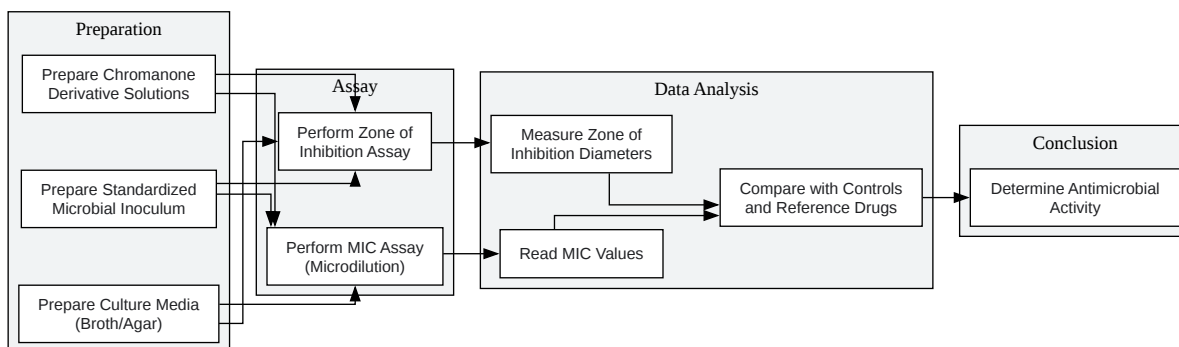 Preparation
Prepare Chromanone
Derivative Solutions
Prepare Standardized
Microbial Inoculum
Prepare Culture Media
(Broth/Agar)
Assay
Perform Zone of
Inhibition Assay
Perform MIC Assay
(Microdilution)
Data Analysis
Measure Zone of
Inhibition Diameters
Read MIC Values
Compare with Controls
and Reference Drugs
Conclusion
Determine Antimicrobial
Activity